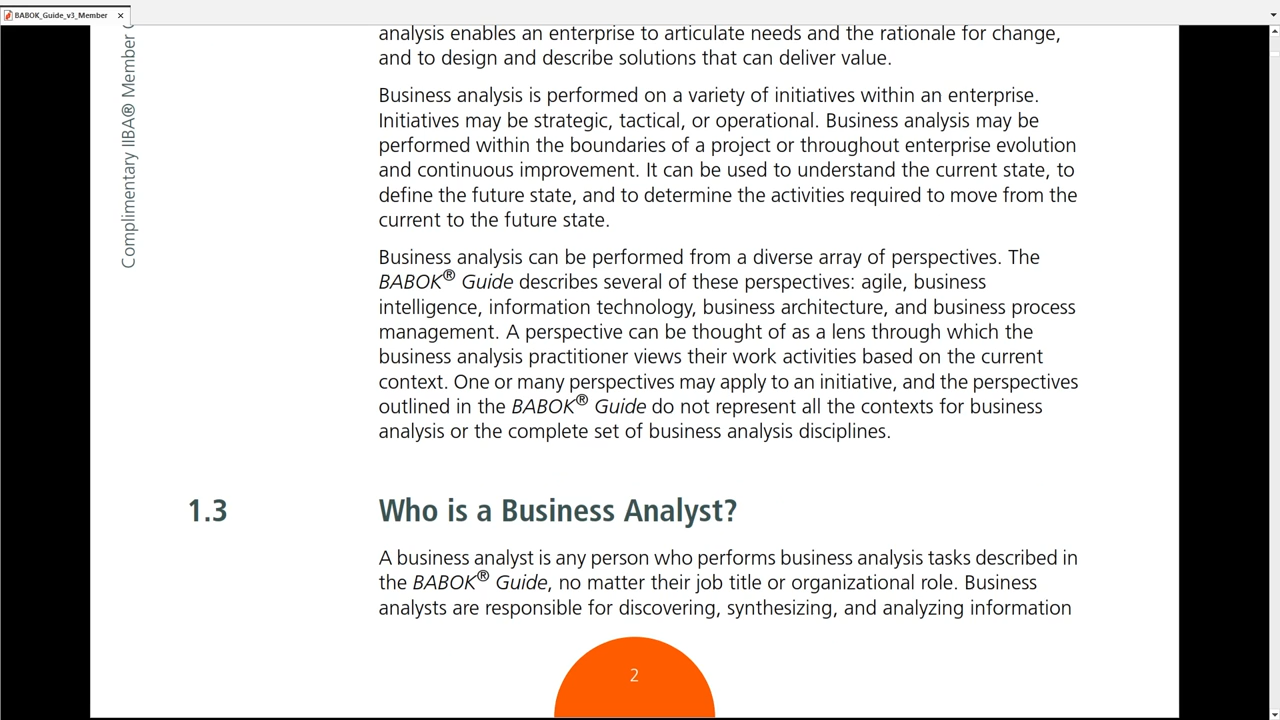 BABOK_Guide_v3_Member
Complimentary IIBA® Member
analysis enables an enterprise to articulate needs and the rationale for change,
and to design and describe solutions that can deliver value.
Business analysis is performed on a variety of initiatives within an enterprise.
Initiatives may be strategic, tactical, or operational. Business analysis may be
performed within the boundaries of a project or throughout enterprise evolution
and continuous improvement. It can be used to understand the current state, to
define the future state, and to determine the activities required to move from the
current to the future state.
Business analysis can be performed from a diverse array of perspectives. The
BABOK® Guide describes several of these perspectives: agile, business
intelligence, information technology, business architecture, and business process
management. A perspective can be thought of as a lens through which the
business analysis practitioner views their work activities based on the current
context. One or many perspectives may apply to an initiative, and the perspectives
outlined in the BABOK® Guide do not represent all the contexts for business
analysis or the complete set of business analysis disciplines.
1.3 Who is a Business Analyst?
A business analyst is any person who performs business analysis tasks described in
the BABOK® Guide, no matter their job title or organizational role. Business
analysts are responsible for discovering, synthesizing, and analyzing information
2